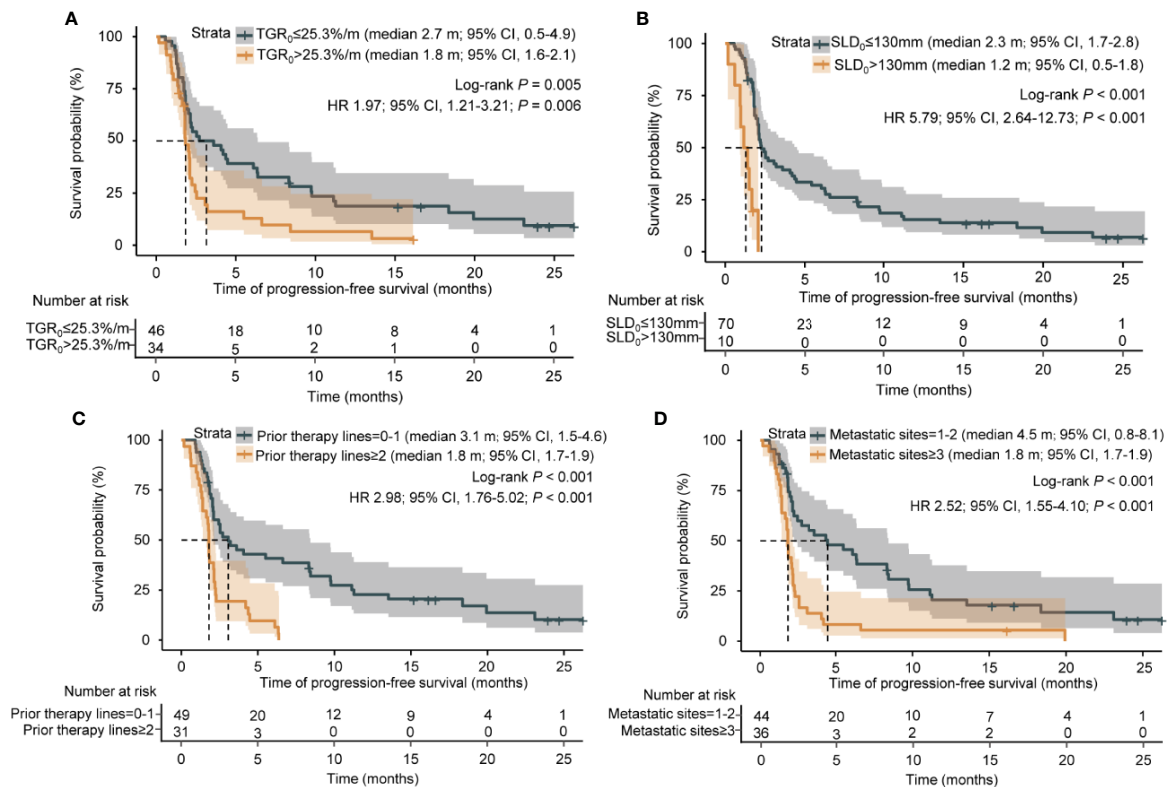 A
Strata TGR₀≤25.3%/m (median 2.7 m; 95% CI, 0.5-4.9)
TGR₀>25.3%/m (median 1.8 m; 95% CI, 1.6-2.1)
Log-rank P = 0.005
HR 1.97; 95% CI, 1.21-3.21; P = 0.006
Survival probability (%)
100
75
50
25
0
0 5 10 15 20 25
Time of progression-free survival (months)
Number at risk
TGR₀≤25.3%/m 46 18 10 8 4 1
TGR₀>25.3%/m 34 5 2 1 0 0
0 5 10 15 20 25
Time (months)
B
Strata SLD₀≤130mm (median 2.3 m; 95% CI, 1.7-2.8)
SLD₀>130mm (median 1.2 m; 95% CI, 0.5-1.8)
Log-rank P < 0.001
HR 5.79; 95% CI, 2.64-12.73; P < 0.001
Survival probability (%)
100
75
50
25
0
0 5 10 15 20 25
Time of progression-free survival (months)
Number at risk
SLD₀≤130mm 70 23 12 9 4 1
SLD₀>130mm 10 0 0 0 0 0
0 5 10 15 20 25
Time (months)
C
Strata Prior therapy lines=0-1 (median 3.1 m; 95% CI, 1.5-4.6)
Prior therapy lines≥2 (median 1.8 m; 95% CI, 1.7-1.9)
Log-rank P < 0.001
HR 2.98; 95% CI, 1.76-5.02; P < 0.001
Survival probability (%)
100
75
50
25
0
0 5 10 15 20 25
Time of progression-free survival (months)
Number at risk
Prior therapy lines=0-1 49 20 12 9 4 1
Prior therapy lines≥2 31 3 0 0 0 0
0 5 10 15 20 25
Time (months)
D
Strata Metastatic sites=1-2 (median 4.5 m; 95% CI, 0.8-8.1)
Metastatic sites≥3 (median 1.8 m; 95% CI, 1.7-1.9)
Log-rank P < 0.001
HR 2.52; 95% CI, 1.55-4.10; P < 0.001
Survival probability (%)
100
75
50
25
0
0 5 10 15 20 25
Time of progression-free survival (months)
Number at risk
Metastatic sites=1-2 44 20 10 7 4 1
Metastatic sites≥3 36 3 2 2 0 0
0 5 10 15 20 25
Time (months)